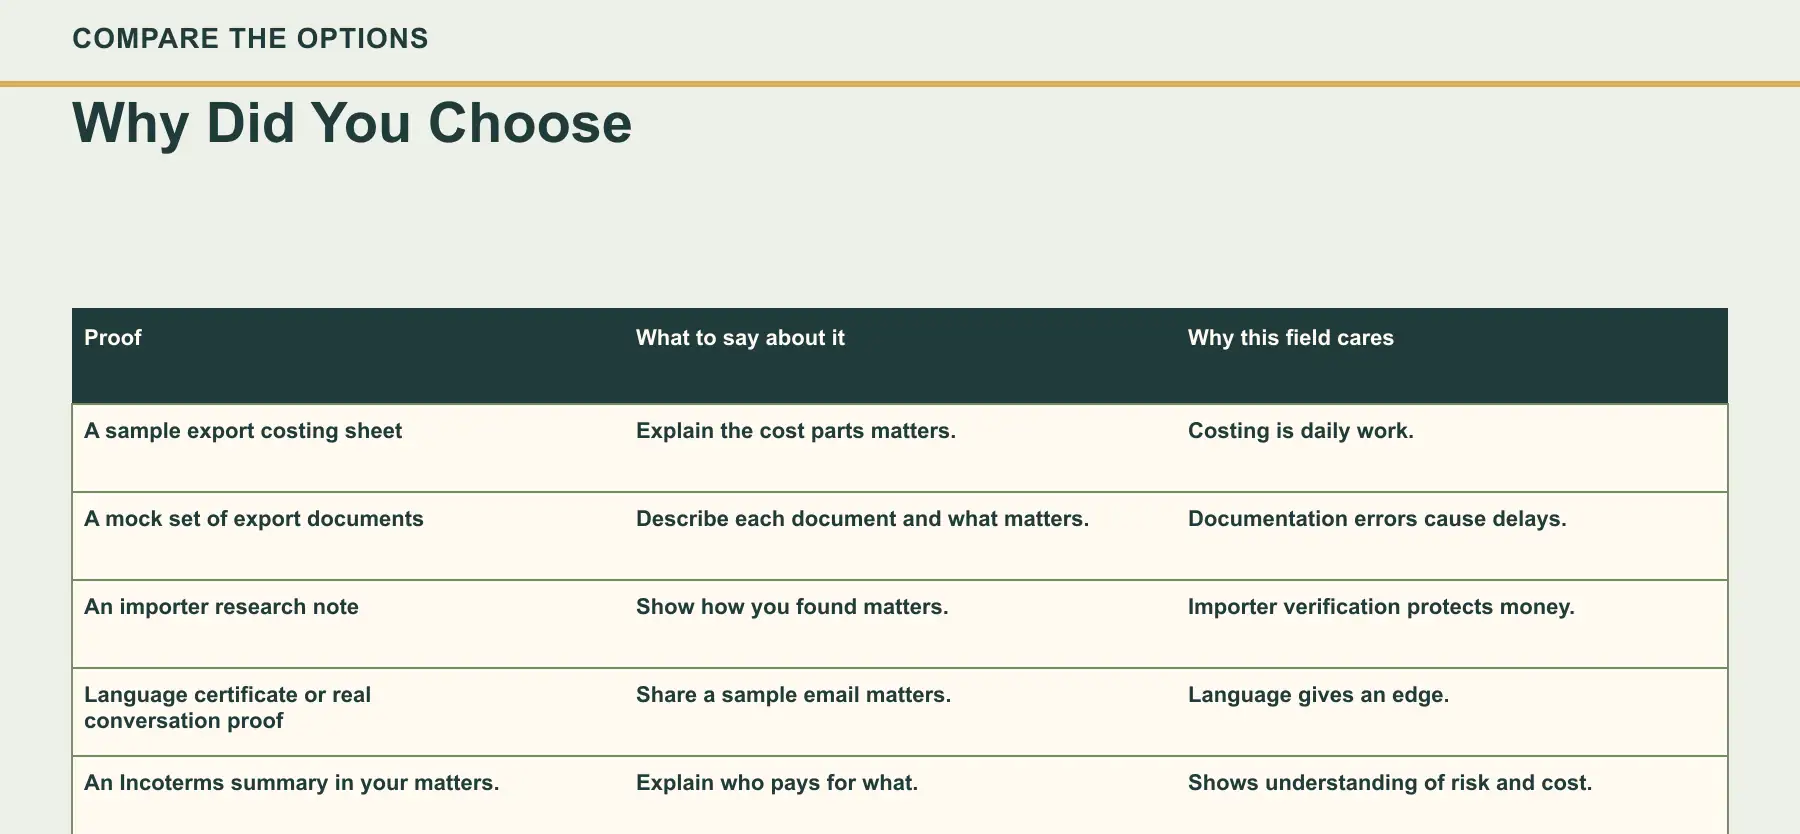 COMPARE THE OPTIONS
Why Did You Choose
Proof
What to say about it
Why this field cares
A sample export costing sheet
Explain the cost parts matters.
Costing is daily work.
A mock set of export documents
Describe each document and what matters.
Documentation errors cause delays.
An importer research note
Show how you found matters.
Importer verification protects money.
Language certificate or real
conversation proof
Share a sample email matters.
Language gives an edge.
An Incoterms summary in your matters.
Explain who pays for what.
Shows understanding of risk and cost.